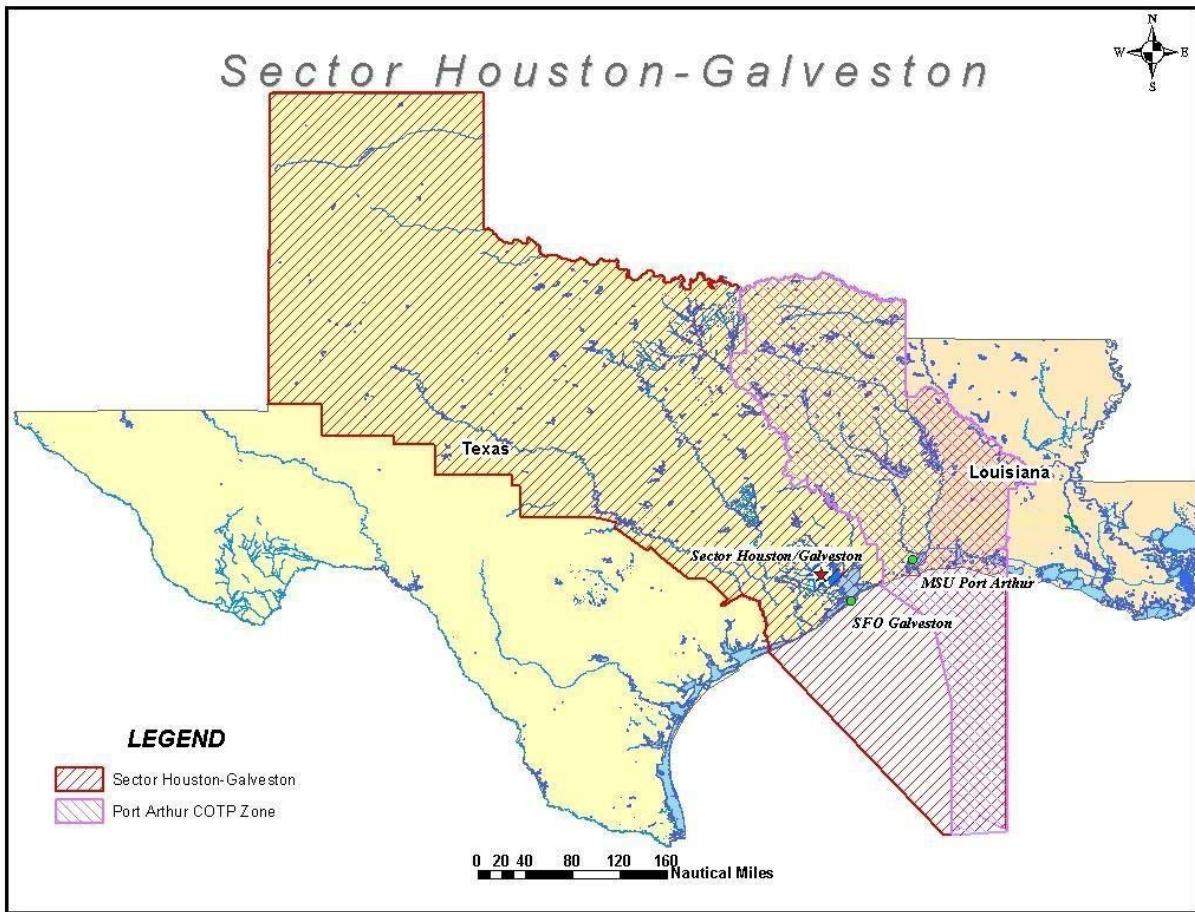 N
W E
S
Sector Houston-Galveston
Texas
Louisiana
Sector Houston/Galveston
MSU Port Arthur
SFO Galveston
LEGEND
Sector Houston-Galveston
Port Arthur COTP Zone
0 20 40 80 120 160
Nautical Miles